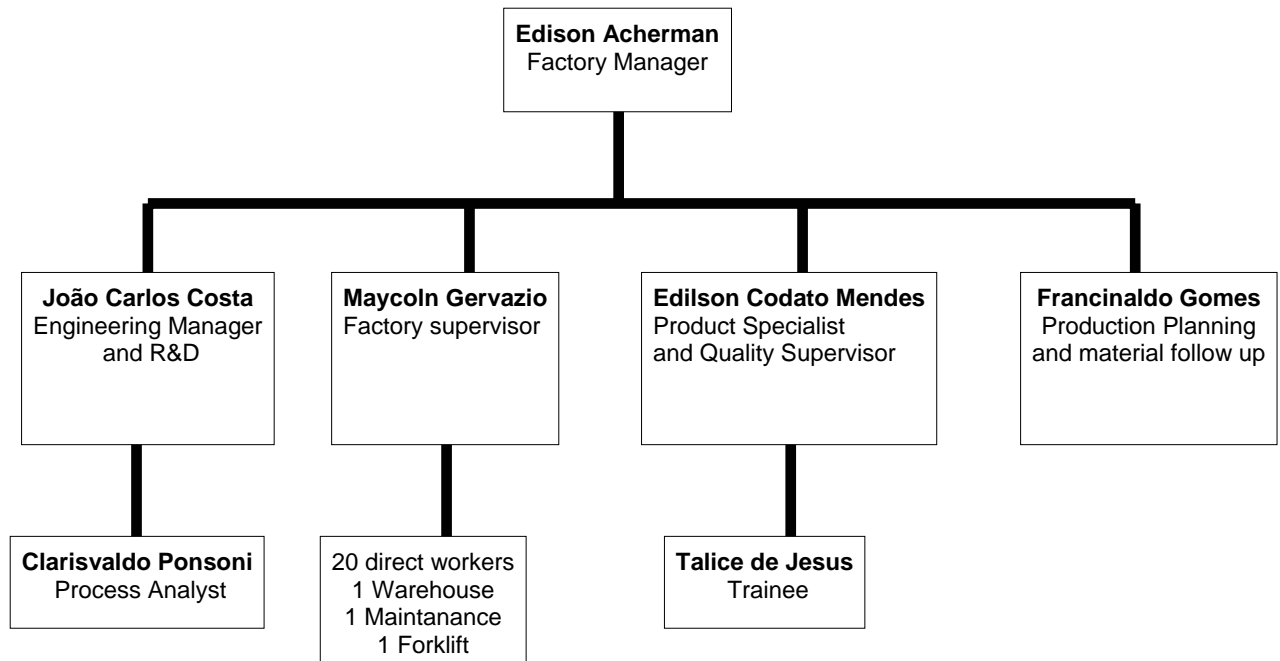 Edison Acherman
Factory Manager
João Carlos Costa
Engineering Manager
and R&D
Maycoln Gervazio
Factory supervisor
Edilson Codato Mendes
Product Specialist
and Quality Supervisor
Francinaldo Gomes
Production Planning
and material follow up
Clarisvaldo Ponsoni
Process Analyst
20 direct workers
1 Warehouse
1 Maintanance
1 Forklift
Talice de Jesus
Trainee